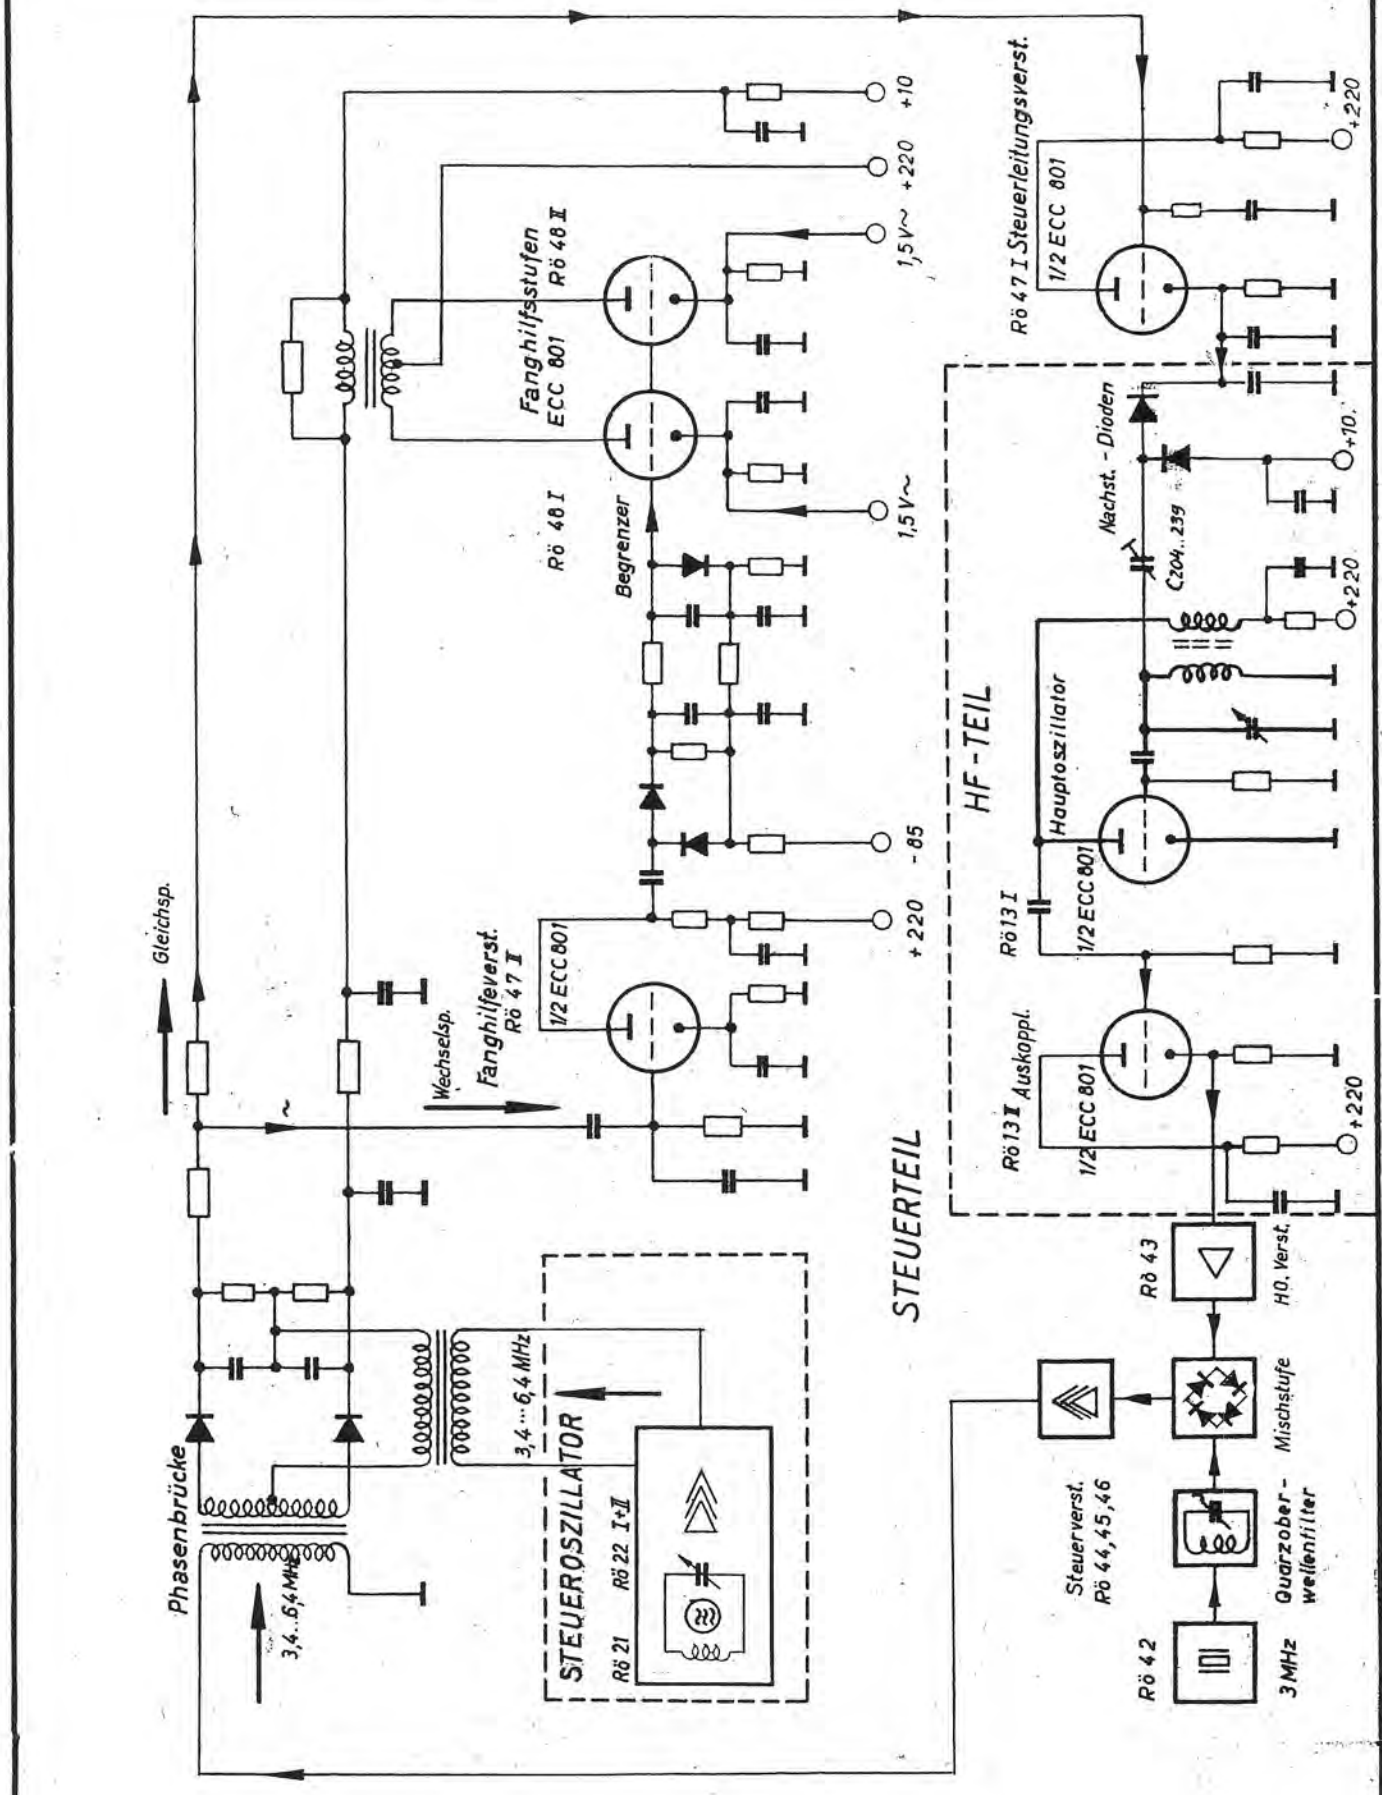 Phasenbrücke
3,4..6,4 MHz
Gleichsp.
~
Wechselsp.
Fanghilfeverst.
Rö 47 II
1/2 ECC 801
+220
-85
Begrenzer
Rö 48 I
Fanghilfsstufen
ECC 801
Rö 48 II
1,5V~
1,5V~
+220
+10
STEUEROSZILLATOR
3,4...6,4 MHz
Rö 21
Rö 22 I+II
STEUERTEIL
Rö 47 I Steuerleitungsverst.
1/2 ECC 801
+220
HF-TEIL
Nachst.-Dioden
C204..239
+10.
+220
Hauptoszillator
Rö 13 I
1/2 ECC 801
Rö 13 II Auskoppl.
1/2 ECC 801
+220
Rö 43
HO. Verst.
Mischstufe
Steuerverst.
Rö 44, 45, 46
Quarzober-
wellenfilter
Rö 42
3 MHz